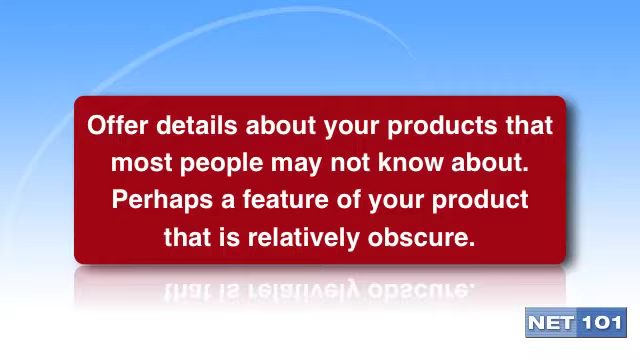 Offer details about your products that
most people may not know about.
Perhaps a feature of your product
that is relatively obscure.
NET 101